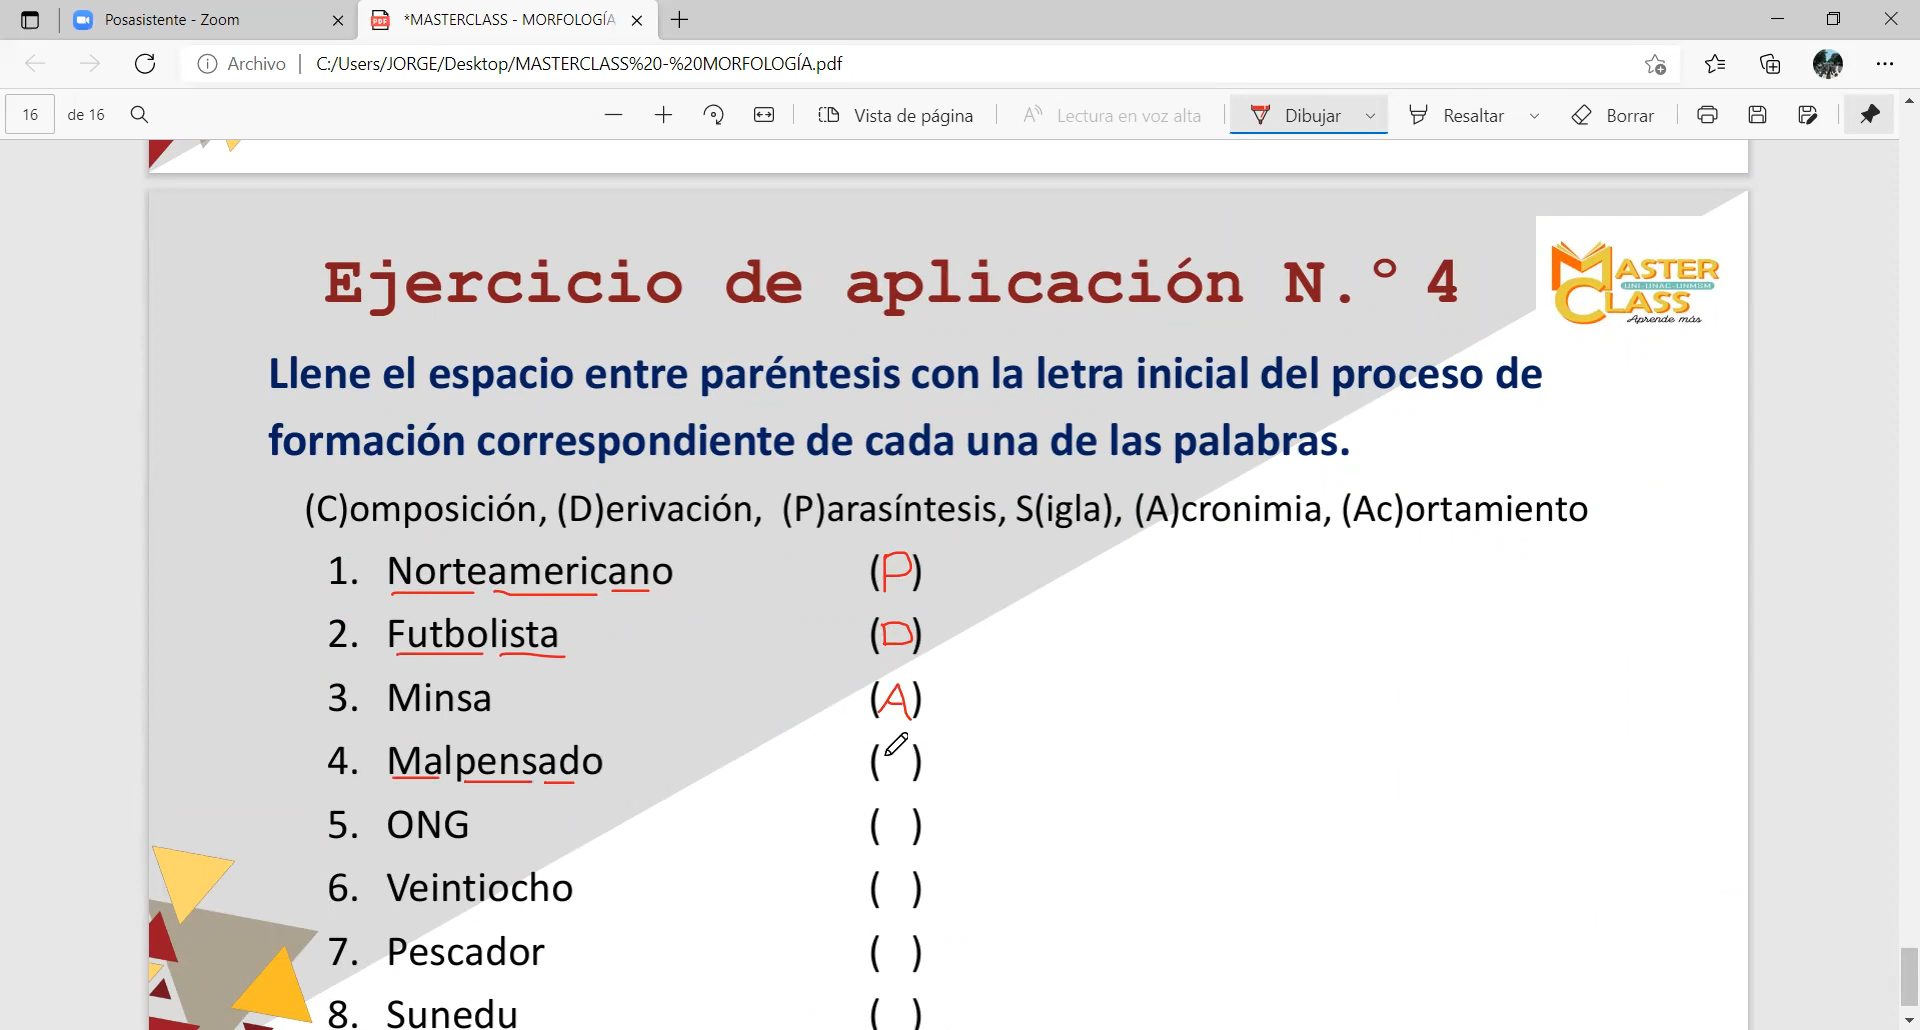 Posasistente - Zoom
*MASTERCLASS - MORFOLOGÍA
Archivo
C:/Users/JORGE/Desktop/MASTERCLASS%20-%20MORFOLOGÍA.pdf
16 de 16
Vista de página
Lectura en voz alta
Dibujar
Resaltar
Borrar
Ejercicio de aplicación N.º 4
MASTER
UNI-UNAC-UNMSM
CLASS
Aprende más
Llene el espacio entre paréntesis con la letra inicial del proceso de
formación correspondiente de cada una de las palabras.
(C)omposición, (D)erivación, (P)arasíntesis, S(igla), (A)cronimia, (Ac)ortamiento
1. Norteamericano (P)
2. Futbolista (D)
3. Minsa (A)
4. Malpensado ( )
5. ONG ( )
6. Veintiocho ( )
7. Pescador ( )
8. Sunedu ( )